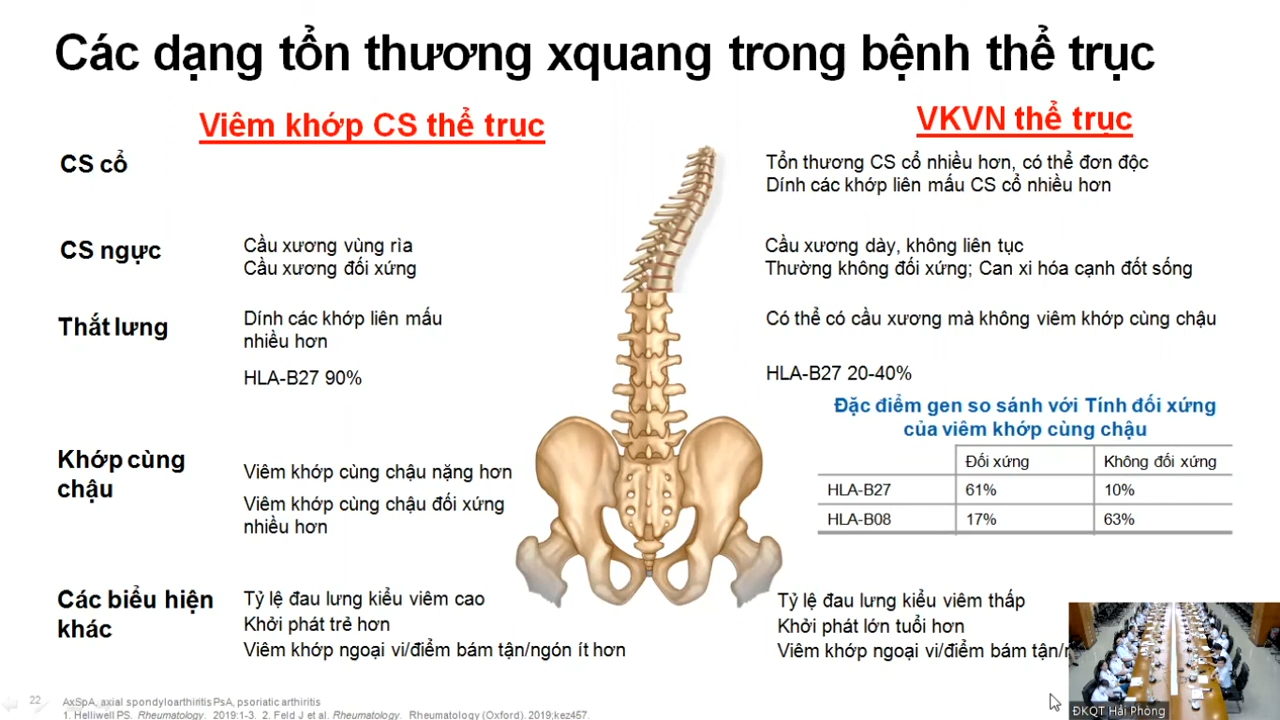 Các dạng tổn thương xquang trong bệnh thể trục
Viêm khớp CS thể trục
VKVN thể trục
CS cổ
Tổn thương CS cổ nhiều hơn, có thể đơn độc
Dính các khớp liên mấu CS cổ nhiều hơn
CS ngực
Cầu xương vùng rìa
Cầu xương đối xứng
Cầu xương dày, không liên tục
Thường không đối xứng; Can xi hóa cạnh đốt sống
Thắt lưng
Dính các khớp liên mấu
nhiều hơn
HLA-B27 90%
Có thể có cầu xương mà không viêm khớp cùng chậu
HLA-B27 20-40%
Đặc điểm gen so sánh với Tính đối xứng
của viêm khớp cùng chậu
Đối xứng Không đối xứng
HLA-B27 61% 10%
HLA-B08 17% 63%
Khớp cùng
chậu
Viêm khớp cùng chậu nặng hơn
Viêm khớp cùng chậu đối xứng
nhiều hơn
Các biểu hiện
khác
Tỷ lệ đau lưng kiểu viêm cao
Khởi phát trẻ hơn
Viêm khớp ngoại vi/điểm bám tận/ngón ít hơn
Tỷ lệ đau lưng kiểu viêm thấp
Khởi phát lớn tuổi hơn
Viêm khớp ngoại vi/điểm bám tận/
ĐKQT Hải Phòng
22
AxSpA, axial spondyloarthiritis PsA, psoriatic arthiritis
1. Helliwell PS. Rheumatology. 2019:1-3. 2. Feld J et al. Rheumatology. Rheumatology (Oxford). 2019;kez457.